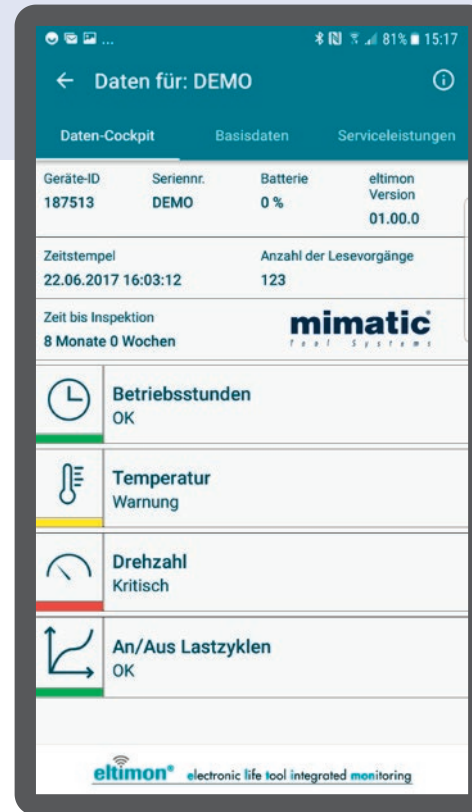 ... 81% 15:17
Daten für: DEMO
Daten-Cockpit Basisdaten Serviceleistungen
Geräte-ID Seriennr. Batterie eltimon Version
187513 DEMO 0 % 01.00.0
Zeitstempel Anzahl der Lesevorgänge
22.06.2017 16:03:12 123
Zeit bis Inspektion
8 Monate 0 Wochen
mimatic
Tool Systems
Betriebsstunden
OK
Temperatur
Warnung
Drehzahl
Kritisch
An/Aus Lastzyklen
OK
eltimon® electronic life tool integrated monitoring